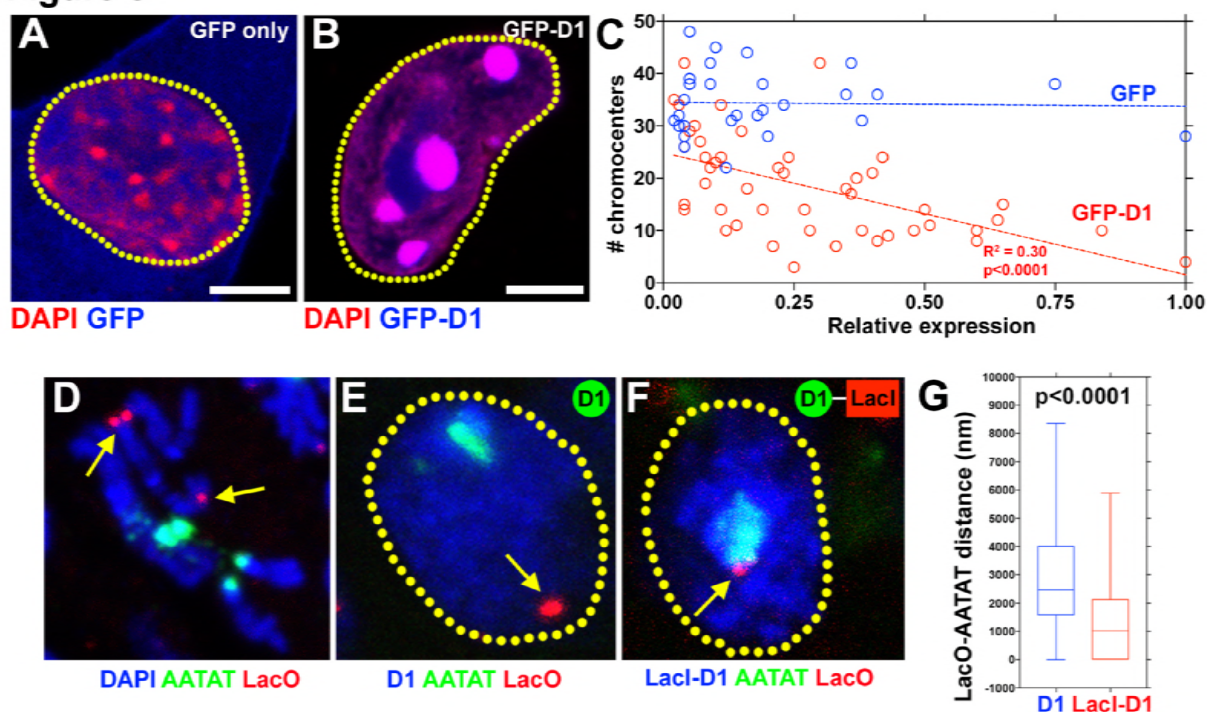 A
GFP only
B
GFP-D1
DAPI GFP
DAPI GFP-D1
C
# chromocenters
50
40
30
20
10
0
GFP
GFP-D1
R² = 0.30
p<0.0001
0.00
0.25
0.50
0.75
1.00
Relative expression
D
E
D1
F
D1 LacI
DAPI AATAT LacO
D1 AATAT LacO
LacI-D1 AATAT LacO
G
p<0.0001
LacO-AATAT distance (nm)
10000
9000
8000
7000
6000
5000
4000
3000
2000
1000
0
-1000
D1 LacI-D1